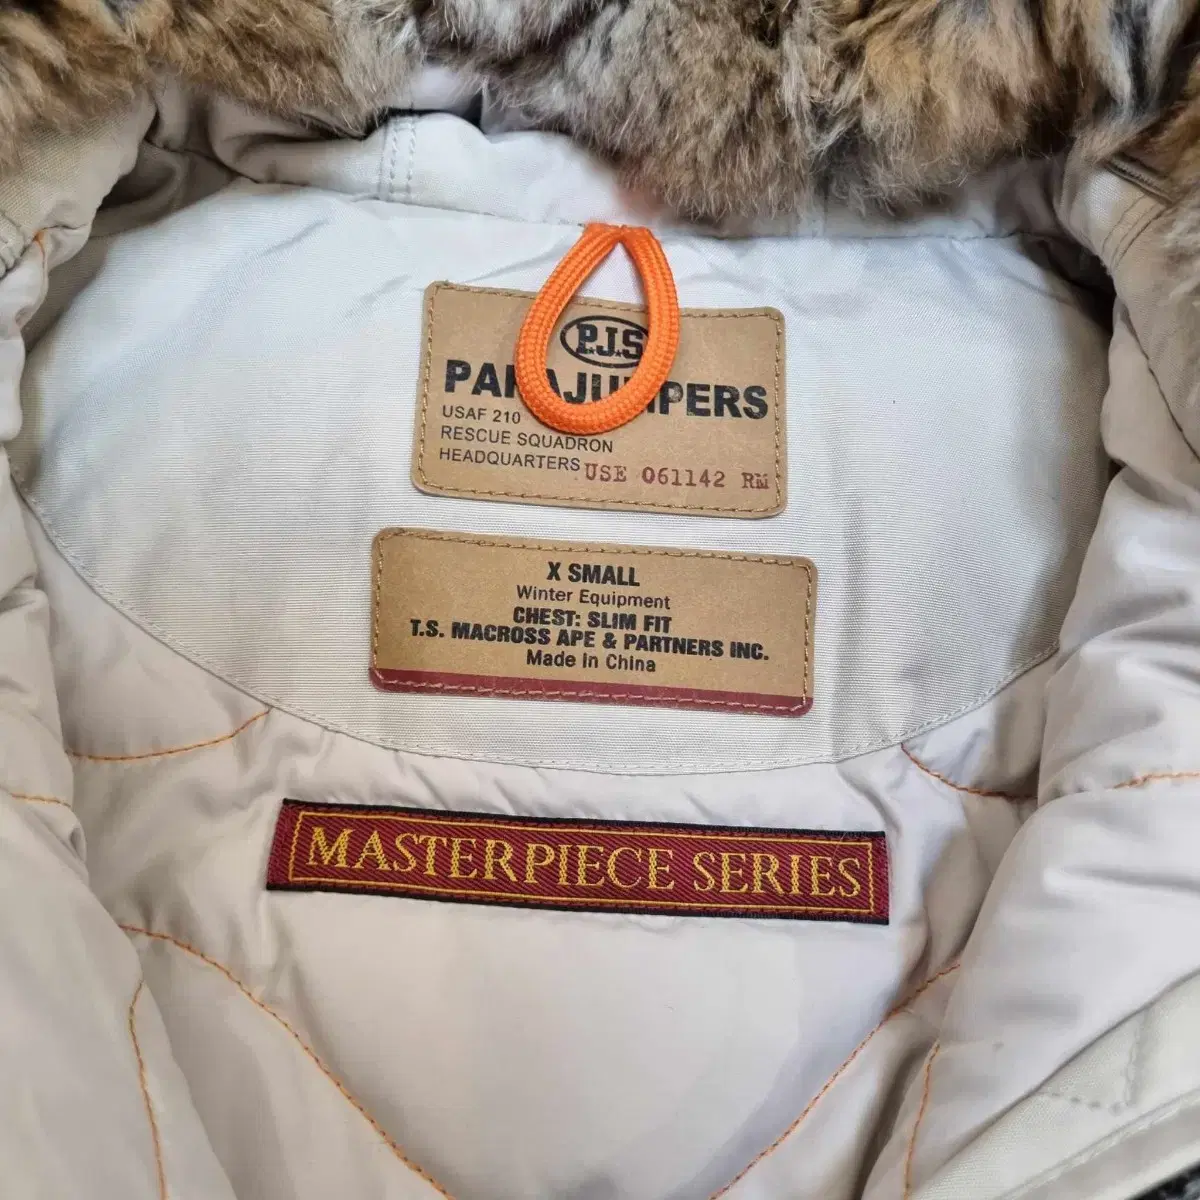 P.J.S
PARAJUMPERS
USAF 210
RESCUE SQUADRON
HEADQUARTERS USE 061142 RM
X SMALL
Winter Equipment
CHEST: SLIM FIT
T.S. MACROSS APE & PARTNERS INC.
Made in China
MASTERPIECE SERIES